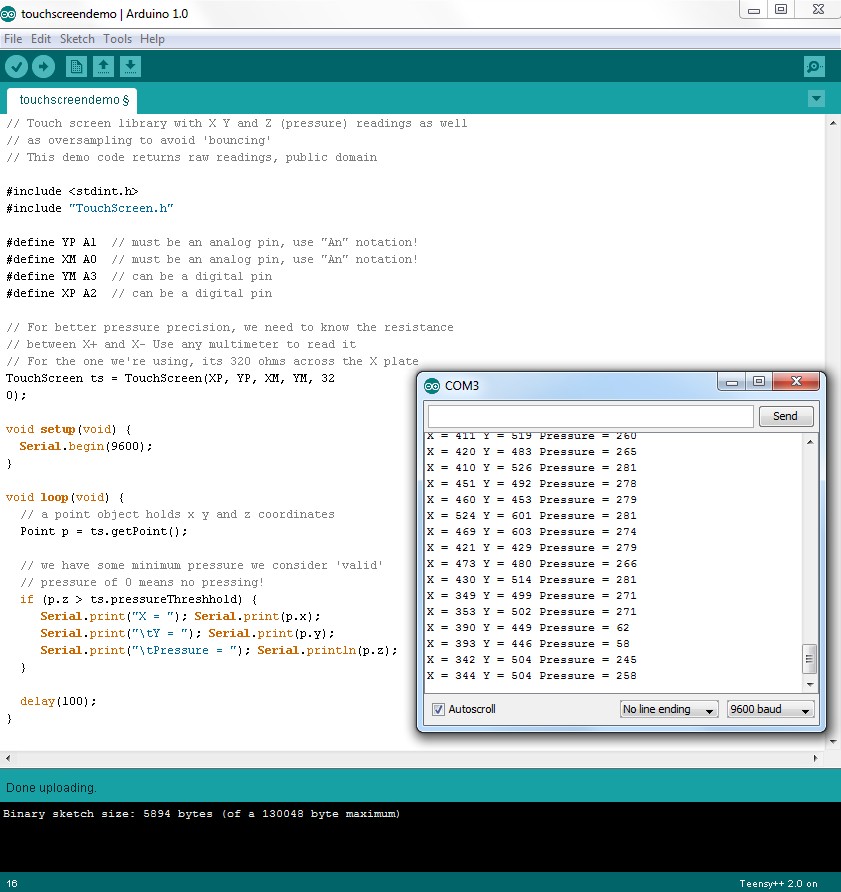 touchscreendemo | Arduino 1.0
File Edit Sketch Tools Help
touchscreendemo §
// Touch screen library with X Y and Z (pressure) readings as well
// as oversampling to avoid 'bouncing'
// This demo code returns raw readings, public domain
#include <stdint.h>
#include "TouchScreen.h"
#define YP A1  // must be an analog pin, use "An" notation!
#define XM A0  // must be an analog pin, use "An" notation!
#define YM A3  // can be a digital pin
#define XP A2  // can be a digital pin
// For better pressure precision, we need to know the resistance
// between X+ and X- Use any multimeter to read it
// For the one we're using, its 320 ohms across the X plate
TouchScreen ts = TouchScreen(XP, YP, XM, YM, 32
0);
void setup(void) {
  Serial.begin(9600);
}
void loop(void) {
  // a point object holds x y and z coordinates
  Point p = ts.getPoint();
  // we have some minimum pressure we consider 'valid'
  // pressure of 0 means no pressing!
  if (p.z > ts.pressureThreshhold) {
     Serial.print("X = "); Serial.print(p.x);
     Serial.print("\tY = "); Serial.print(p.y);
     Serial.print("\tPressure = "); Serial.println(p.z);
  }
  delay(100);
}
COM3
Send
X = 411 Y = 519 Pressure = 260
X = 420 Y = 483 Pressure = 265
X = 410 Y = 526 Pressure = 281
X = 451 Y = 492 Pressure = 278
X = 460 Y = 453 Pressure = 279
X = 524 Y = 601 Pressure = 281
X = 469 Y = 603 Pressure = 274
X = 421 Y = 429 Pressure = 279
X = 473 Y = 480 Pressure = 266
X = 430 Y = 514 Pressure = 281
X = 349 Y = 499 Pressure = 271
X = 353 Y = 502 Pressure = 271
X = 390 Y = 449 Pressure = 62
X = 393 Y = 446 Pressure = 58
X = 342 Y = 504 Pressure = 245
X = 344 Y = 504 Pressure = 258
Autoscroll No line ending 9600 baud
Done uploading.
Binary sketch size: 5894 bytes (of a 130048 byte maximum)
16 Teensy++ 2.0 on